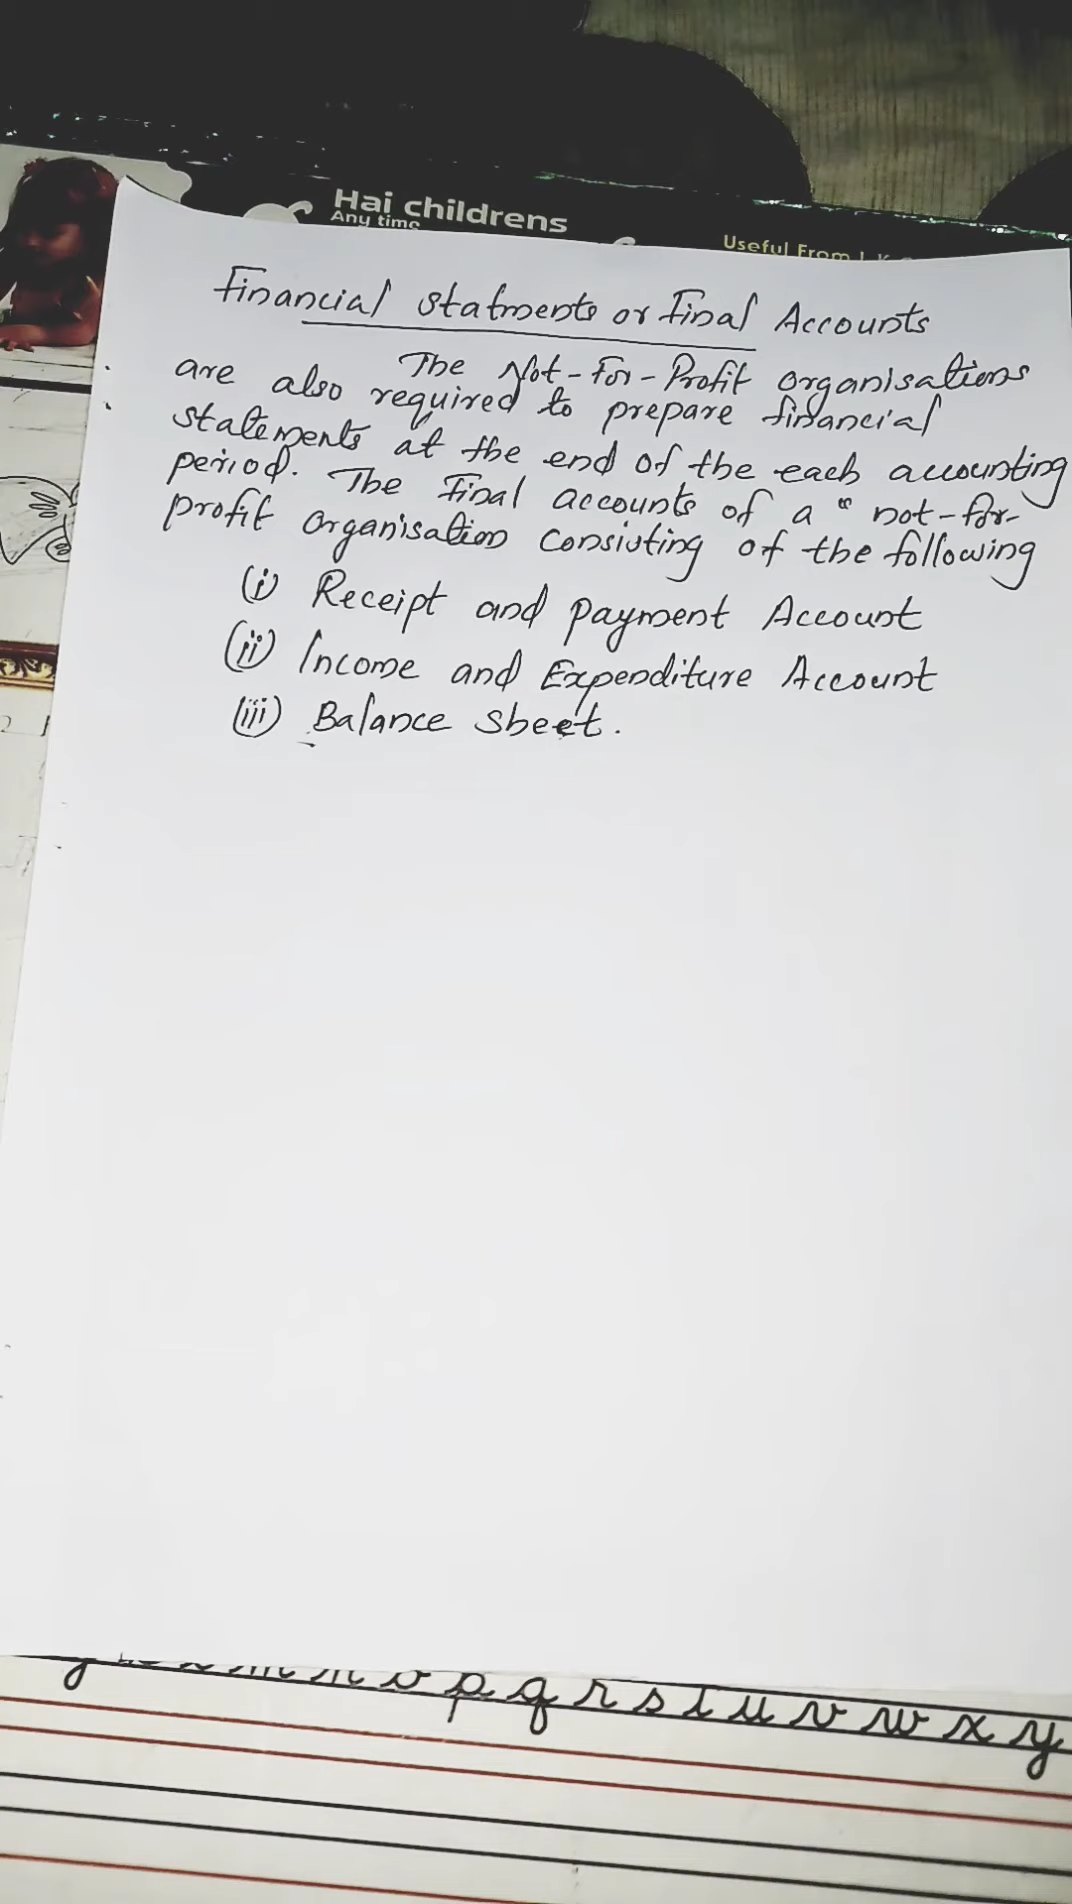 Hai childrens
Any time
Useful From
Financial Statments or Final Accounts
The Not-For-Profit Organisations
are also required to prepare financial
statements at the end of the each accounting
period. The Final accounts of a " not-for-
profit Organisation Consisting of the following
(i) Receipt and Payment Account
(ii) Income and Expenditure Account
(iii) Balance Sheet.
o p q r s t u v w x y